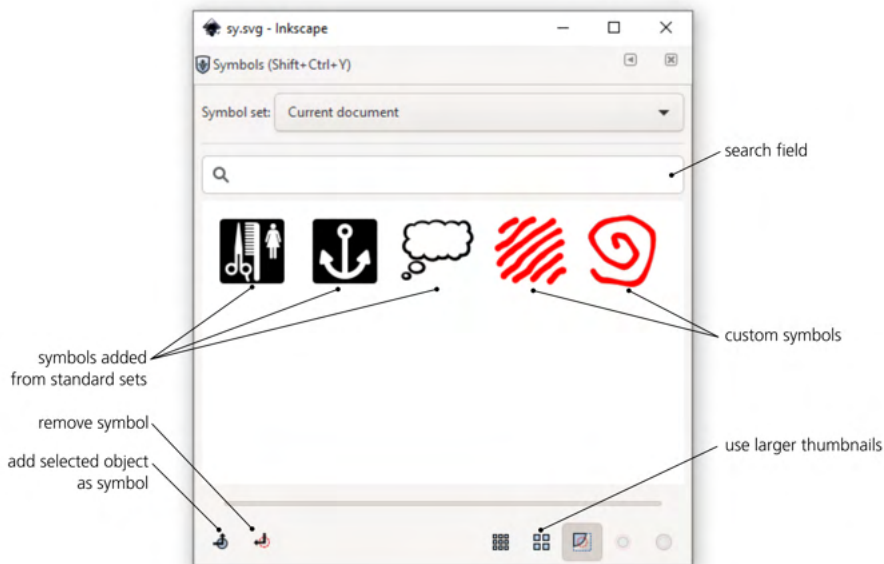 sy.svg - Inkscape
Symbols (Shift+Ctrl+Y)
Symbol set: Current document
search field
custom symbols
symbols added
from standard sets
remove symbol
add selected object
as symbol
use larger thumbnails